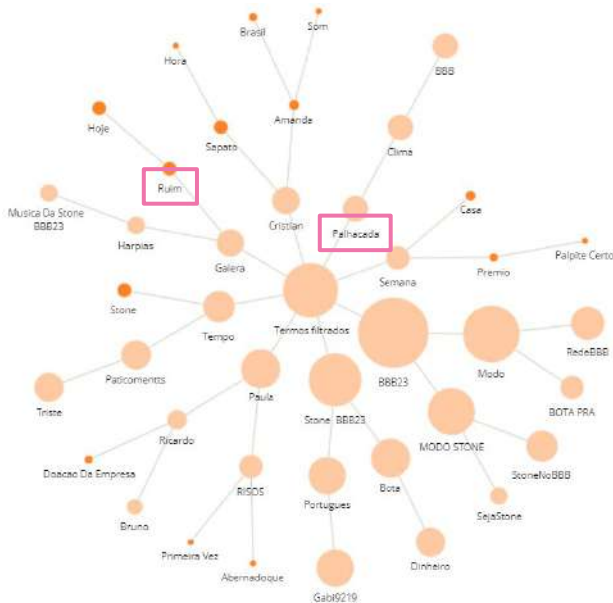 Brasil
Som
Hora
BBB
Hoje
Sapato
Amanda
Clima
Ruim
Casa
Musica Da Stone
BBB23
Harpias
Cristian
Palhacada
Galera
Semana
Premio
Palpite Certo
Stone
Tempo
Termos filtrados
Paticomentts
Paula
BBB23
Modo
RedeBBB
Triste
BOTA PRA
Ricardo
Stone BBB23
MODO STONE
Doacao Da Empresa
RISOS
Portugues
Bota
StoneNoBBB
SejaStone
Bruno
Primeira Vez
Abernadoque
Gabi9219
Dinheiro